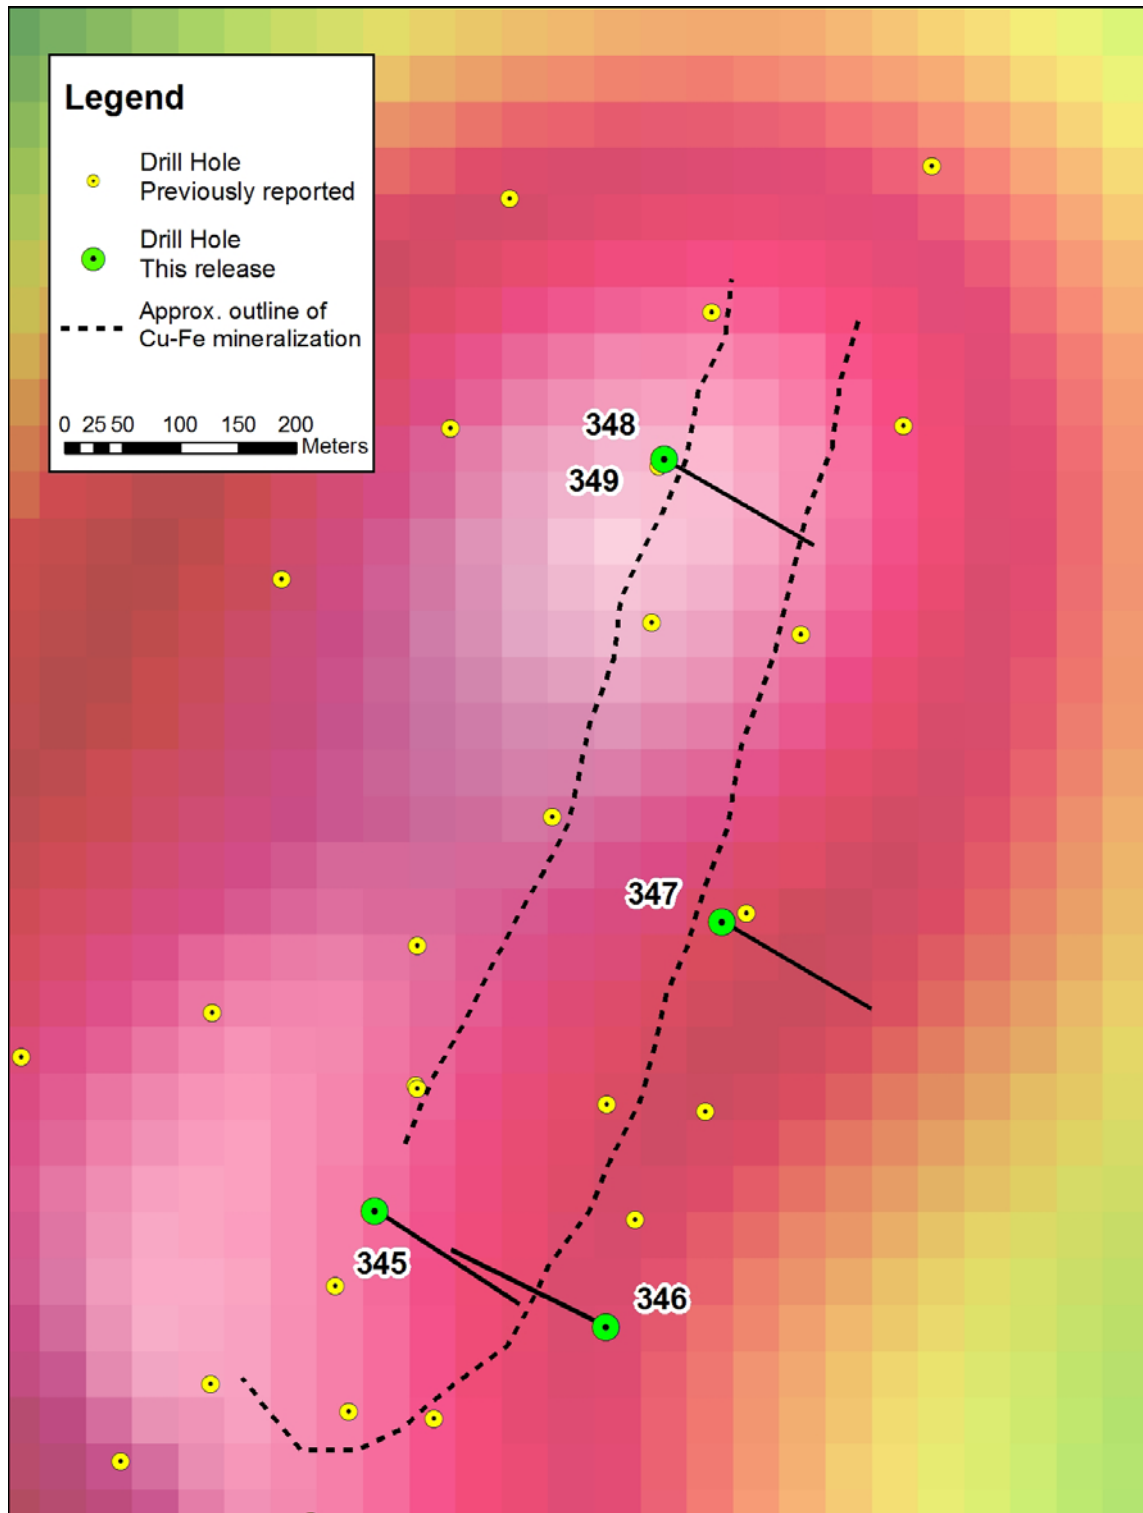 Legend
Drill Hole
Previously reported
Drill Hole
This release
Approx. outline of
Cu-Fe mineralization
0 25 50 100 150 200
Meters
348
349
347
345
346